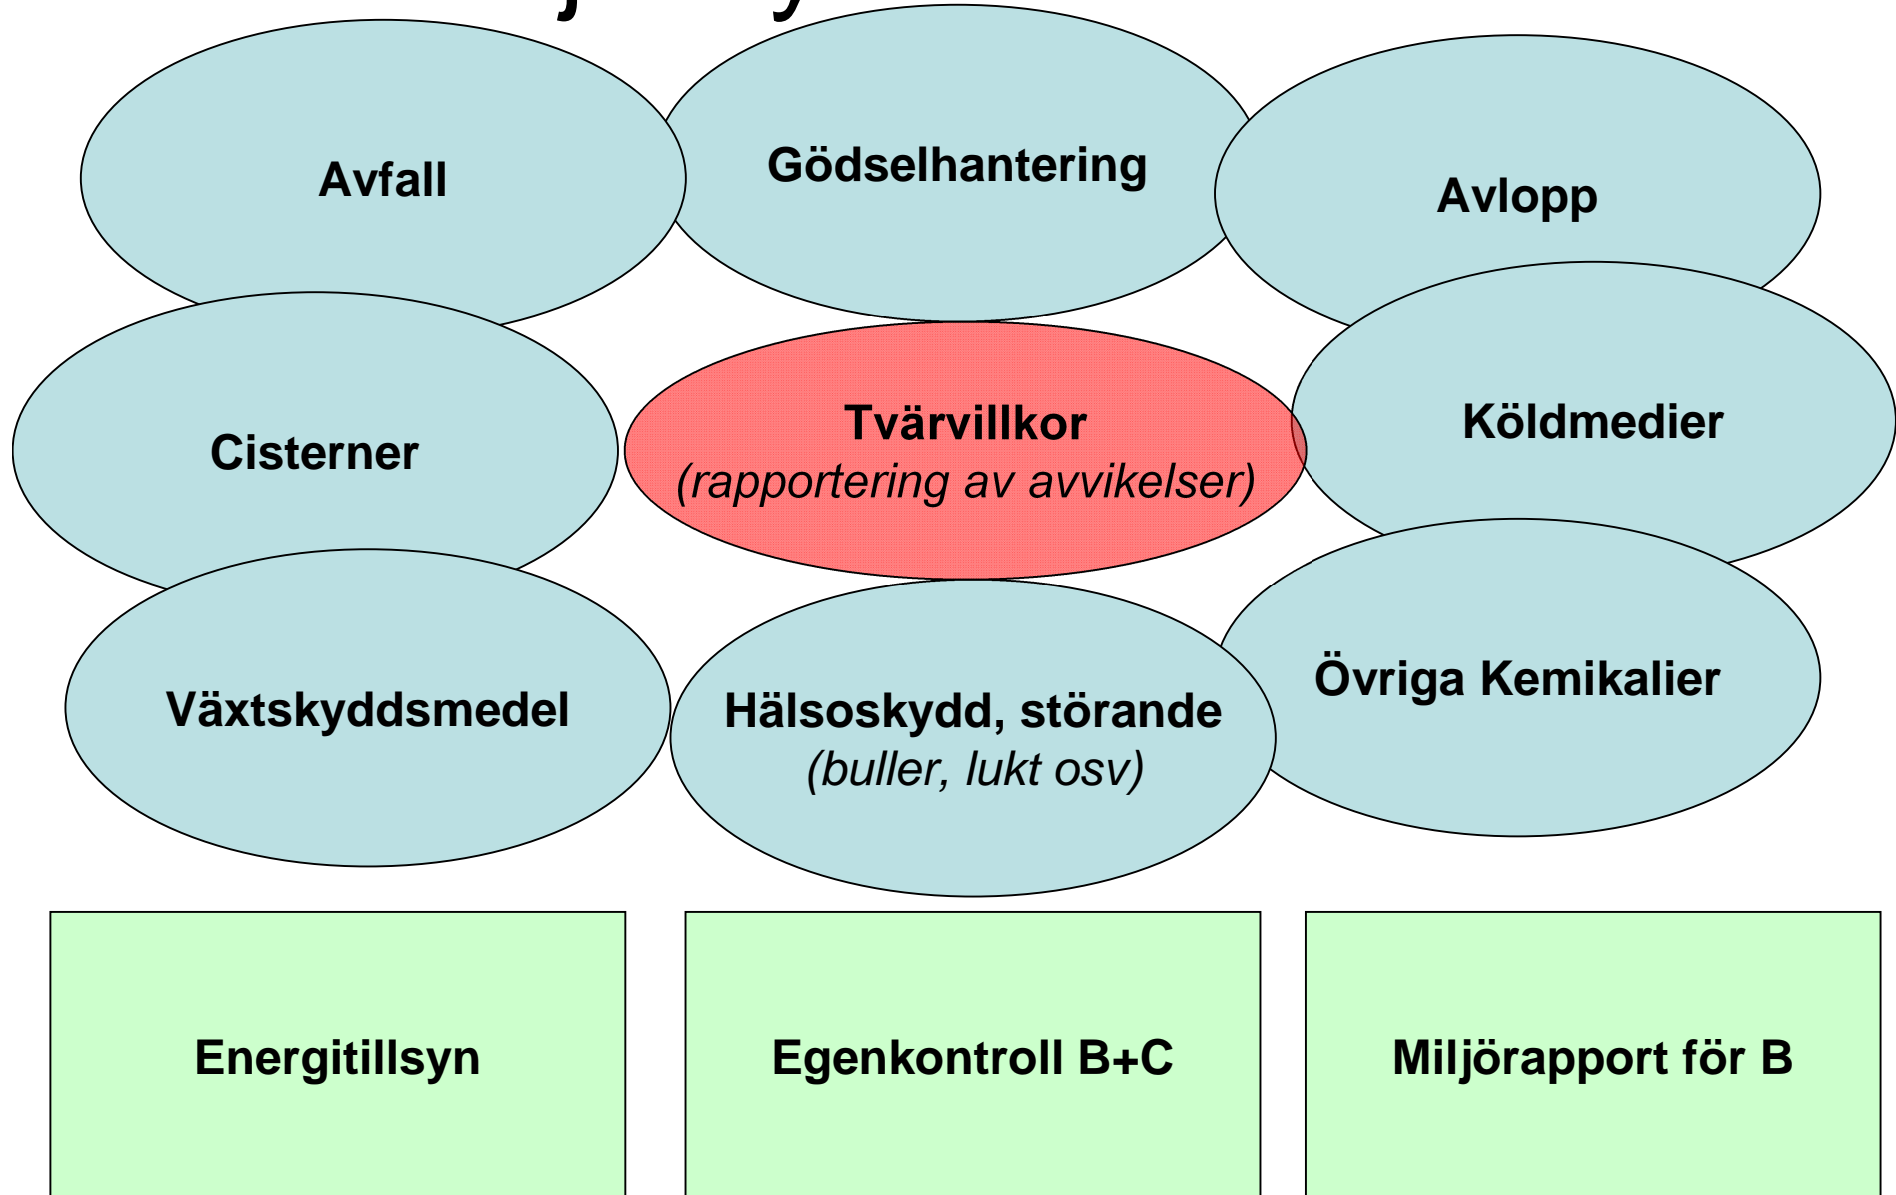 Avfall
Gödselhantering
Avlopp
Cisterner
Tvärvillkor
(rapportering av avvikelser)
Köldmedier
Växtskyddsmedel
Hälsoskydd, störande
(buller, lukt osv)
Övriga Kemikalier
Energitillsyn
Egenkontroll B+C
Miljörapport för B